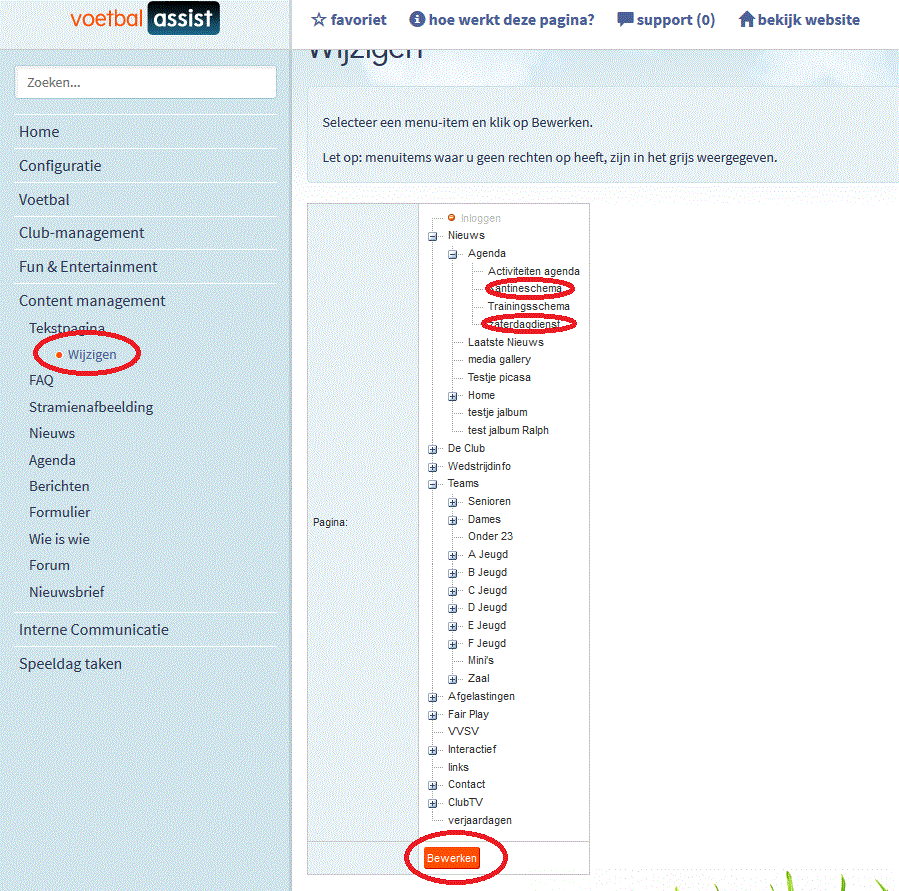 voetbal assist
favoriet hoe werkt deze pagina? support (0) bekijk website
Wijzigen
Zoeken...
Home
Configuratie
Voetbal
Club-management
Fun & Entertainment
Content management
Tekstpagina
Wijzigen
FAQ
Stramienafbeelding
Nieuws
Agenda
Berichten
Formulier
Wie is wie
Forum
Nieuwsbrief
Interne Communicatie
Speeldag taken
Selecteer een menu-item en klik op Bewerken.
Let op: menuitems waar u geen rechten op heeft, zijn in het grijs weergegeven.
Pagina:
Inloggen
Nieuws
Agenda
Activiteiten agenda
Kantineschema
Trainingsschema
Zaterdagdienst
Laatste Nieuws
media gallery
Testje picasa
Home
testje jalbum
test jalbum Ralph
De Club
Wedstrijdinfo
Teams
Senioren
Dames
Onder 23
A Jeugd
B Jeugd
C Jeugd
D Jeugd
E Jeugd
F Jeugd
Mini's
Zaal
Afgelastingen
Fair Play
VVSV
Interactief
links
Contact
ClubTV
verjaardagen
Bewerken